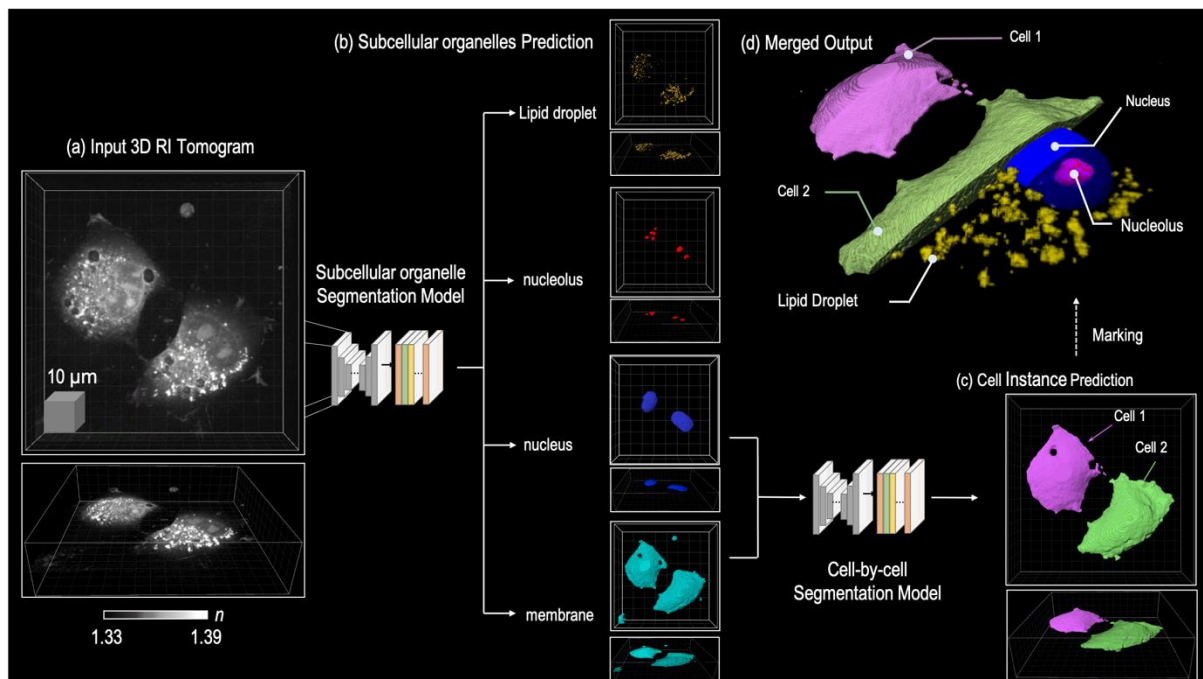 (b) Subcellular organelles Prediction
(d) Merged Output
Cell 1
Nucleus
Lipid droplet
(a) Input 3D RI Tomogram
Cell 2
Nucleolus
Subcellular organelle
Segmentation Model
nucleolus
Lipid Droplet
Marking
10 μm
(c) Cell Instance Prediction
Cell 1
Cell 2
nucleus
...
...
...
...
Cell-by-cell
Segmentation Model
membrane
n
1.33
1.39